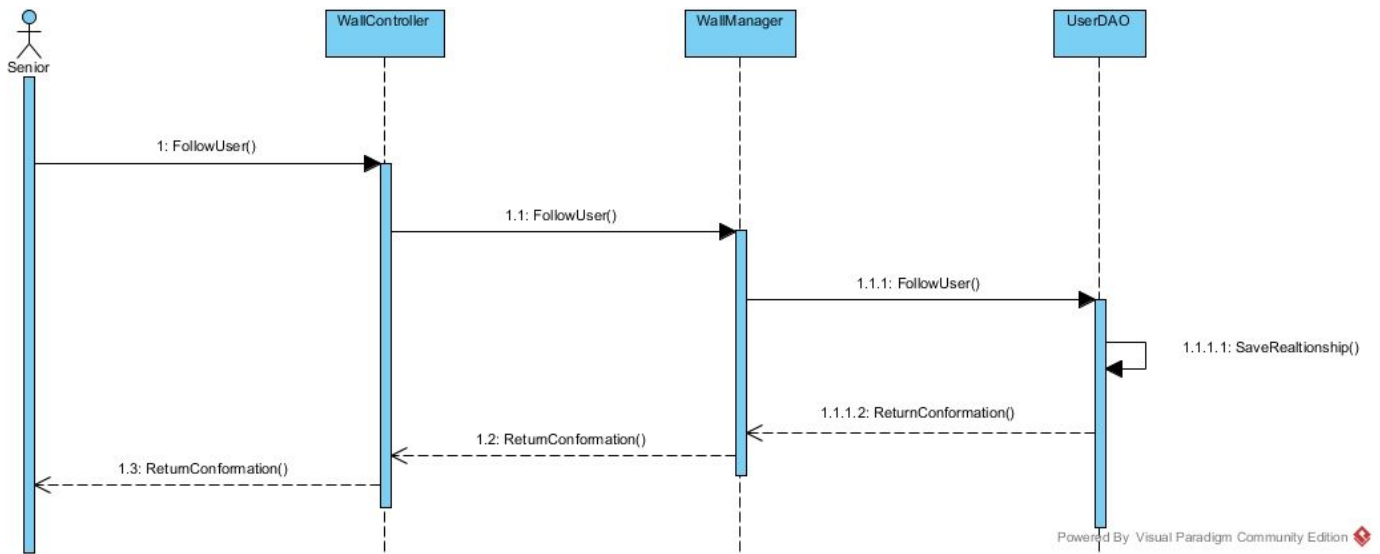 WallController
WallManager
UserDAO
Senior
1: FollowUser()
1.1: FollowUser()
1.1.1: FollowUser()
1.1.1.1: SaveRealtionship()
1.1.1.2: ReturnConformation()
1.2: ReturnConformation()
1.3: ReturnConformation()
Powered By Visual Paradigm Community Edition